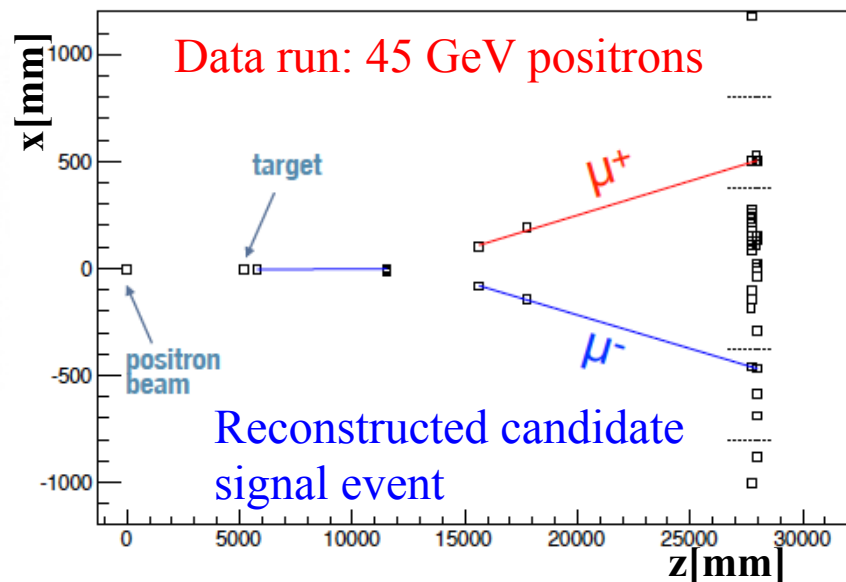 x[mm]
1000
500
0
-500
-1000
Data run: 45 GeV positrons
target
μ+
positron
beam
μ-
Reconstructed candidate
signal event
0
5000
10000
15000
20000
25000
30000
z[mm]